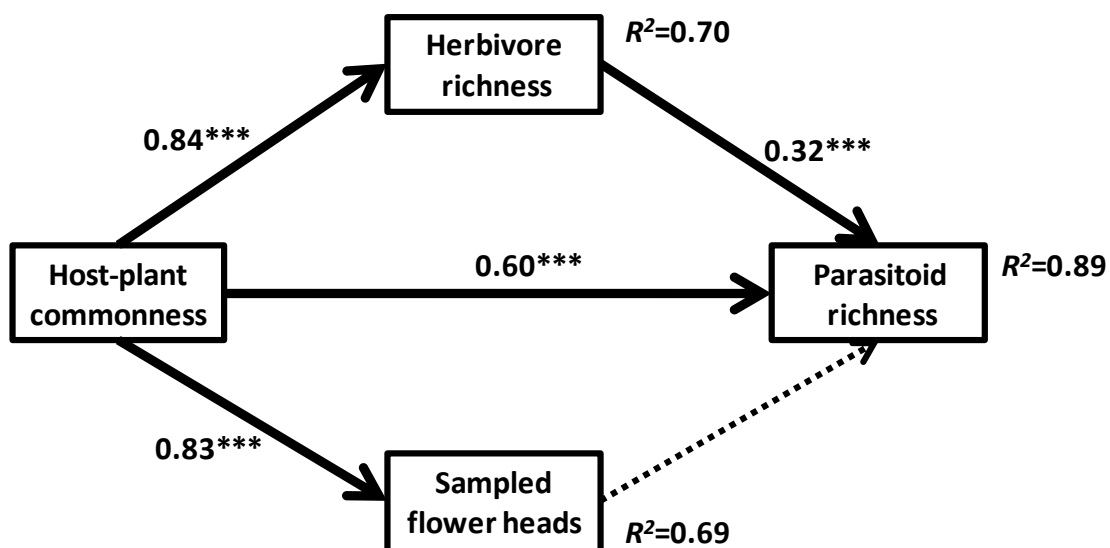 Herbivore
richness
R²=0.70
0.84***
0.32***
Host-plant
commonness
0.60***
Parasitoid
richness
R²=0.89
0.83***
Sampled
flower heads
R²=0.69